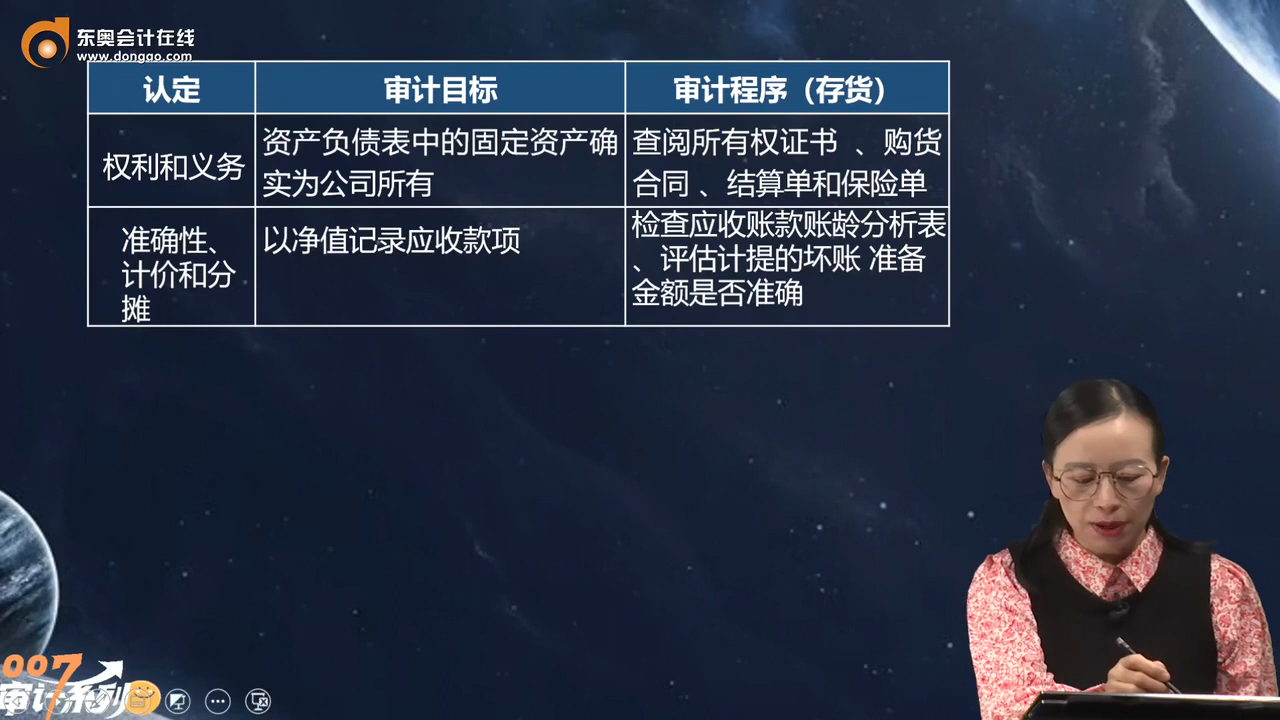 东奥会计在线
www.dongao.com
认定
审计目标
审计程序（存货）
权利和义务
资产负债表中的固定资产确
实为公司所有
查阅所有权证书 、购货
合同 、结算单和保险单
准确性、
计价和分
摊
以净值记录应收款项
检查应收账款账龄分析表
、评估计提的坏账 准备
金额是否准确
007
审计系列